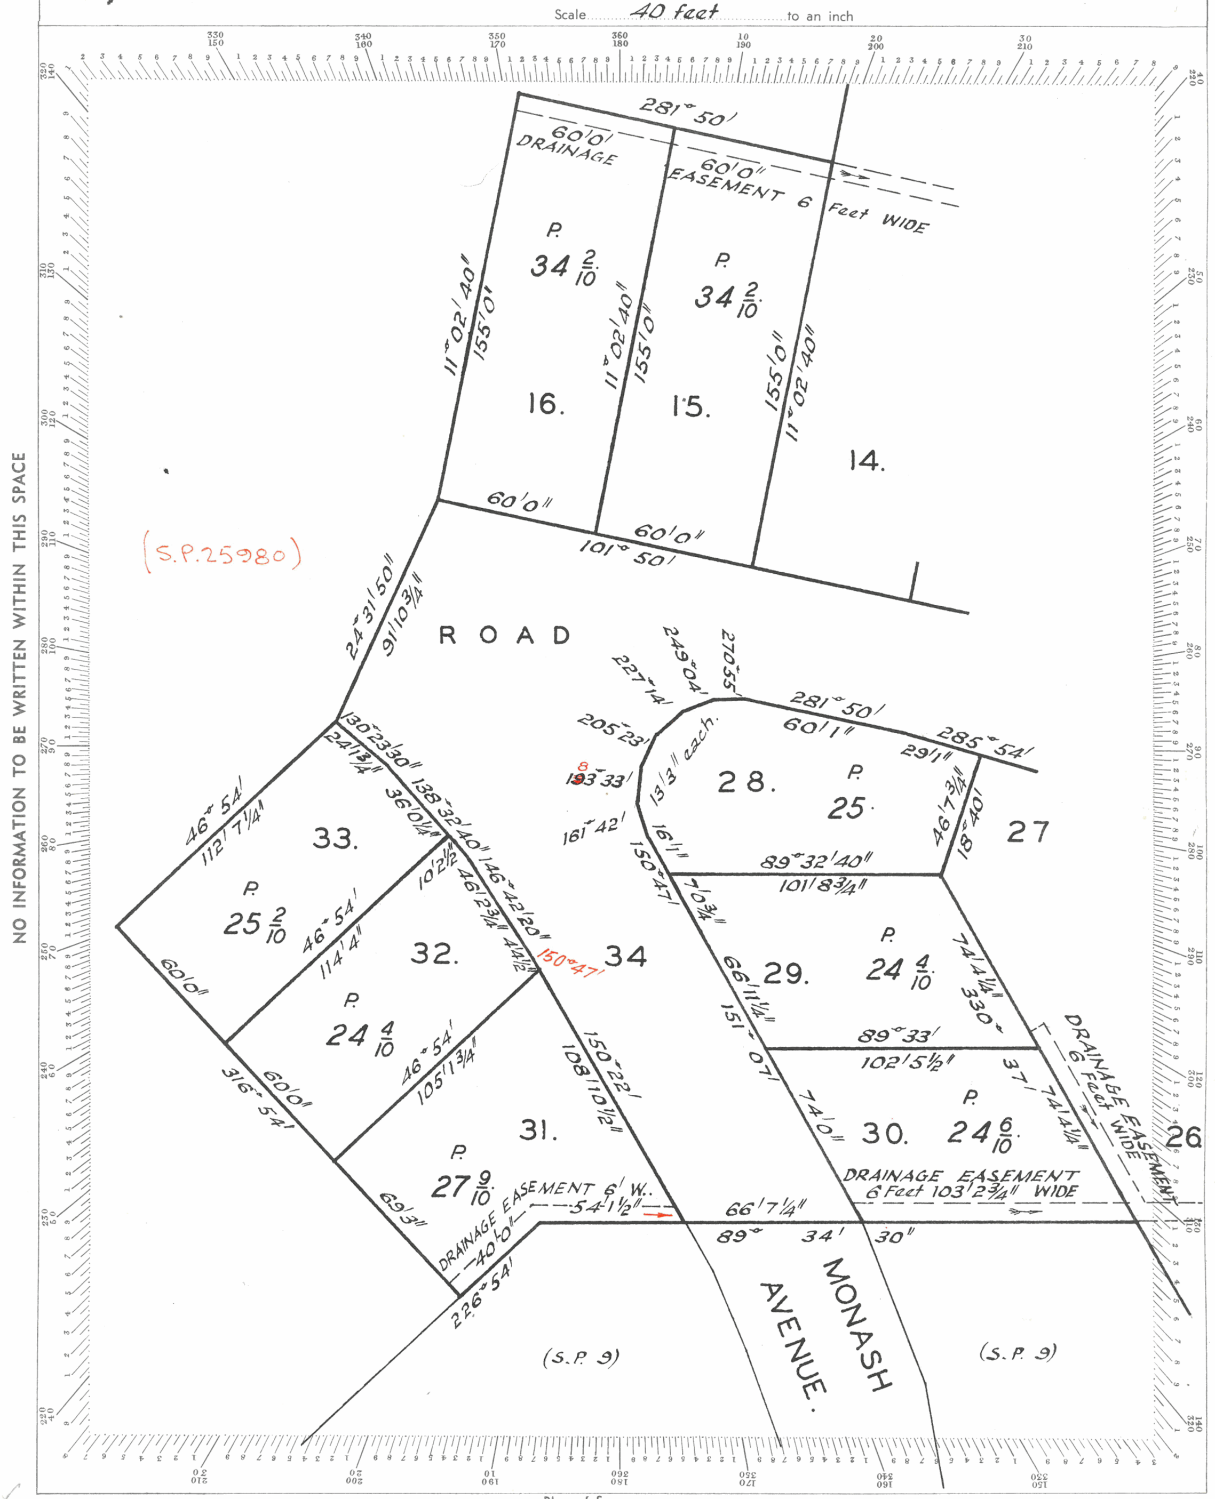 Scale 40 feet to an inch
NO INFORMATION TO BE WRITTEN WITHIN THIS SPACE
281° 50'
60'0'
DRAINAGE
60'0"
EASEMENT 6 Feet WIDE
P.
34 2/10.
P.
34 2/10.
11° 02' 40"
155'0"
11° 02' 40"
155'0"
155'0"
11° 02' 40"
16.
15.
14.
60'0"
60'0"
101° 50'
(S.P.25980)
24° 31' 50"
91'10 3/4"
ROAD
270° 55'
249° 04'
227° 14'
205° 23'
193° 33'
8
161° 42'
13'3" each.
281° 50'
60'1"
285° 54'
29'1"
130° 23' 30"
24'1 3/4"
138° 32' 40"
36'0 1/4"
28.
P.
25.
46' 7 3/4"
18° 40'
27
46° 54'
112' 7 1/4"
33.
P.
25 2/10
16'1"
150° 47'
89° 32' 40"
101' 8 3/4"
10'2 1/2
146° 42' 20"
46'2 3/4"
4'4 1/2"
150° 47'
34
7'0 3/4"
46° 54'
114' 4"
32.
P.
24 4/10
60'0"
29.
P.
24 4/10.
66' 11 1/4"
151° 07'
74' 4 1/4"
330° 37'
89° 33'
102' 5 1/2"
46° 54'
105' 1 3/4"
150° 22'
108' 10 1/2"
60'0"
316° 54'
31.
P.
27 9/10.
69'3"
74'0"
30.
P.
24 6/10.
74' 4 1/4"
DRAINAGE EASEMENT
6 Feet WIDE
26
DRAINAGE EASEMENT 6' W..
54' 1 1/2"
40'0"
226° 54'
DRAINAGE EASEMENT
6 Feet 103' 2 3/4" WIDE
66' 7 1/4"
89° 34' 30"
MONASH
AVENUE.
(S.P. 9)
(S.P. 9)